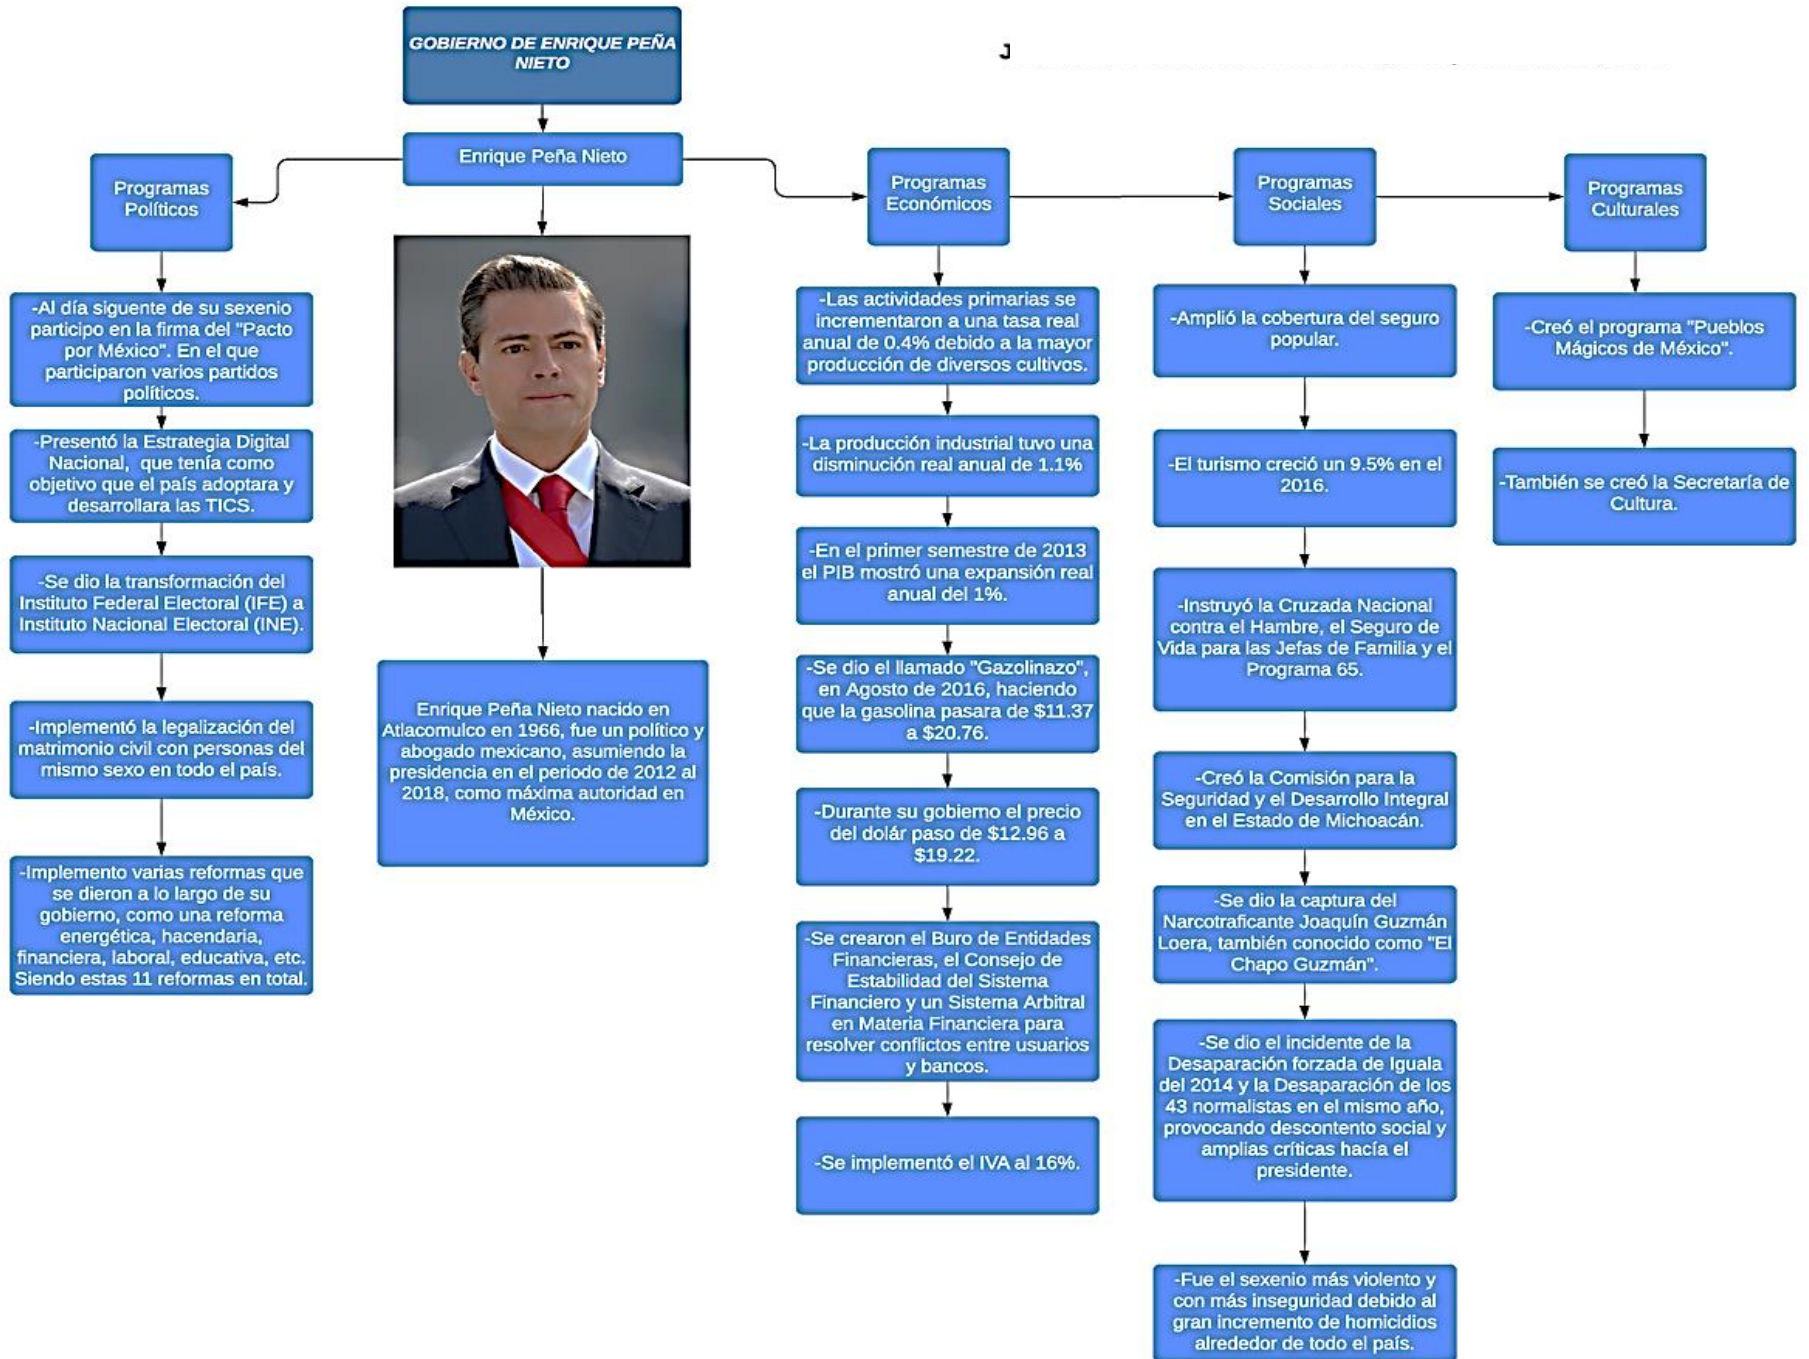 GOBIERNO DE ENRIQUE PEÑA
NIETO
J
Enrique Peña Nieto
Programas
Políticos
-Al día siguente de su sexenio
participo en la firma del "Pacto
por México". En el que
participaron varios partidos
políticos.
-Presentó la Estrategia Digital
Nacional, que tenía como
objetivo que el país adoptara y
desarrollara las TICS.
-Se dio la transformación del
Instituto Federal Electoral (IFE) a
Instituto Nacional Electoral (INE).
-Implementó la legalización del
matrimonio civil con personas del
mismo sexo en todo el país.
-Implemento varias reformas que
se dieron a lo largo de su
gobierno, como una reforma
energética, hacendaria,
financiera, laboral, educativa, etc.
Siendo estas 11 reformas en total.
Enrique Peña Nieto nacido en
Atlacomulco en 1966, fue un político y
abogado mexicano, asumiendo la
presidencia en el periodo de 2012 al
2018, como máxima autoridad en
México.
Programas
Económicos
-Las actividades primarias se
incrementaron a una tasa real
anual de 0.4% debido a la mayor
producción de diversos cultivos.
-La producción industrial tuvo una
disminución real anual de 1.1%
-En el primer semestre de 2013
el PIB mostró una expansión real
anual del 1%.
-Se dio el llamado "Gazolinazo",
en Agosto de 2016, haciendo
que la gasolina pasara de $11.37
a $20.76.
-Durante su gobierno el precio
del dolár paso de $12.96 a
$19.22.
-Se crearon el Buro de Entidades
Financieras, el Consejo de
Estabilidad del Sistema
Financiero y un Sistema Arbitral
en Materia Financiera para
resolver conflictos entre usuarios
y bancos.
-Se implementó el IVA al 16%.
Programas
Sociales
-Amplió la cobertura del seguro
popular.
-El turismo creció un 9.5% en el
2016.
-Instruyó la Cruzada Nacional
contra el Hambre, el Seguro de
Vida para las Jefas de Familia y el
Programa 65.
-Creó la Comisión para la
Seguridad y el Desarrollo Integral
en el Estado de Michoacán.
-Se dio la captura del
Narcotraficante Joaquín Guzmán
Loera, también conocido como "El
Chapo Guzmán".
-Se dio el incidente de la
Desaparación forzada de Iguala
del 2014 y la Desaparación de los
43 normalistas en el mismo año,
provocando descontento social y
amplias críticas hacía el
presidente.
-Fue el sexenio más violento y
con más inseguridad debido al
gran incremento de homicidios
alrededor de todo el país.
Programas
Culturales
-Creó el programa "Pueblos
Mágicos de México".
-También se creó la Secretaría de
Cultura.